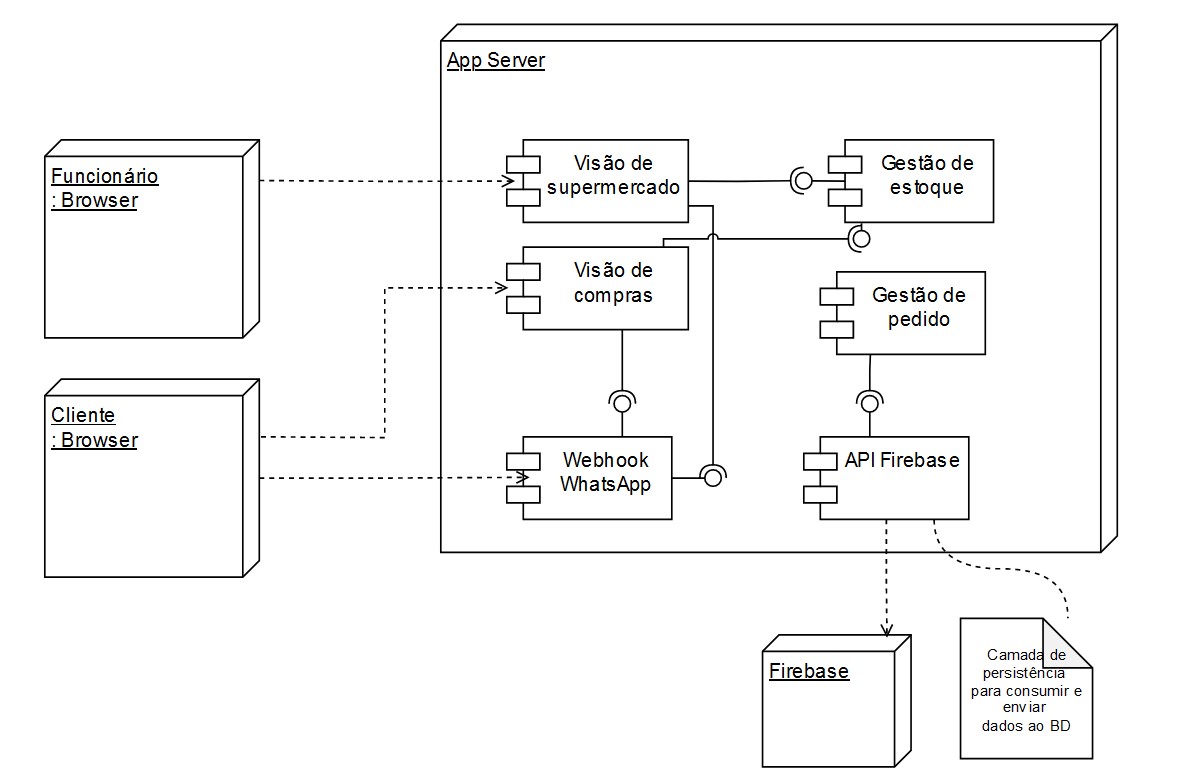 App Server
Funcionário
: Browser
Visão de
supermercado
Gestão de
estoque
Visão de
compras
Gestão de
pedido
Cliente
: Browser
Webhook
WhatsApp
API Firebase
Firebase
Camada de
persistência
para consumir e
enviar
dados ao BD